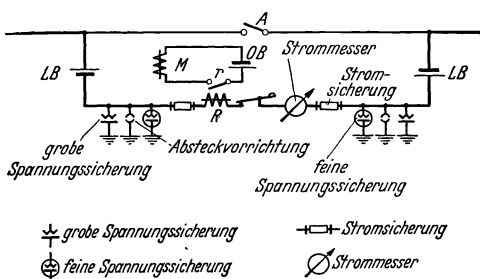 A
M
OB
r
Strommesser
LB
R
Strom-
sicherung
LB
grobe
Spannungssicherung
Absteckvorrichtung
feine
Spannungssicherung
grobe Spannungssicherung
Stromsicherung
feine Spannungssicherung
Strommesser